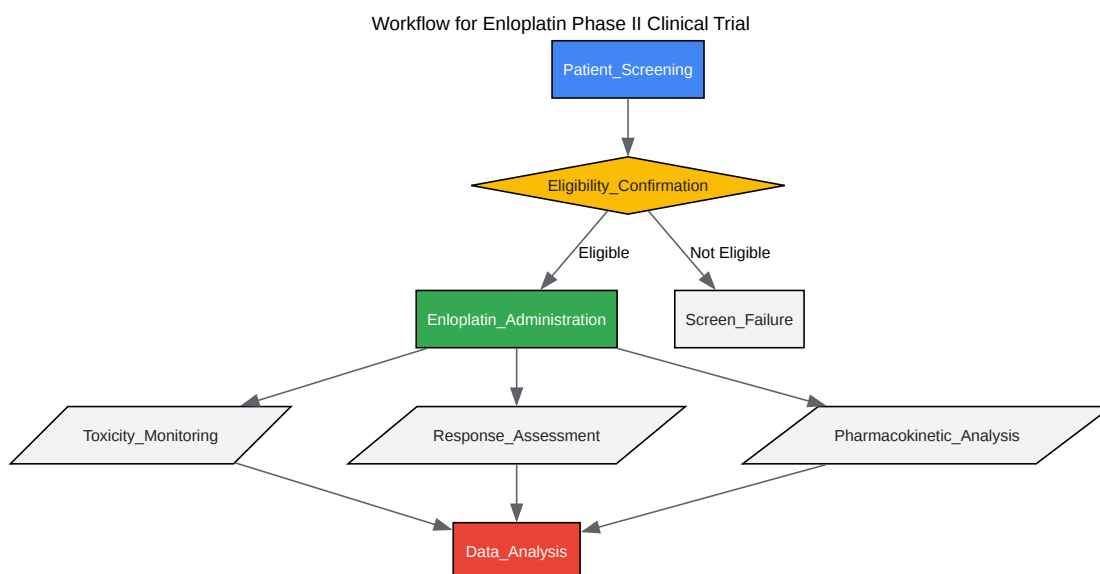 Workflow for Enloplatin Phase II Clinical Trial
Patient_Screening
Eligibility_Confirmation
Eligible
Not Eligible
Enloplatin_Administration
Screen_Failure
Toxicity_Monitoring
Response_Assessment
Pharmacokinetic_Analysis
Data_Analysis